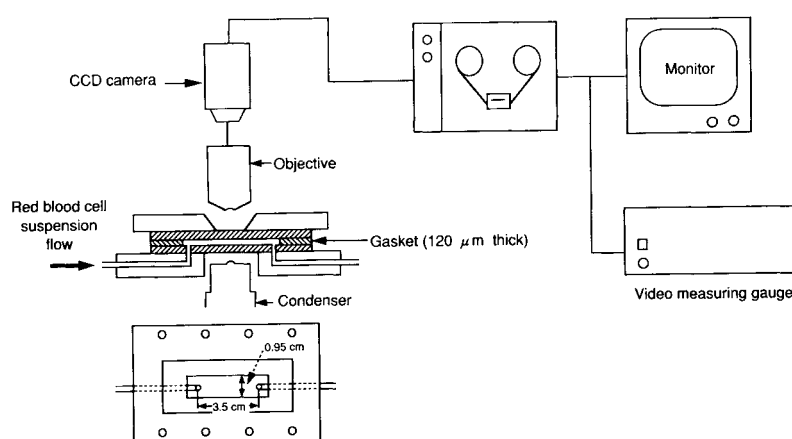 CCD camera
Monitor
Objective
Red blood cell
suspension
flow
Gasket (120 μm thick)
Condenser
Video measuring gauge
0.95 cm
3.5 cm